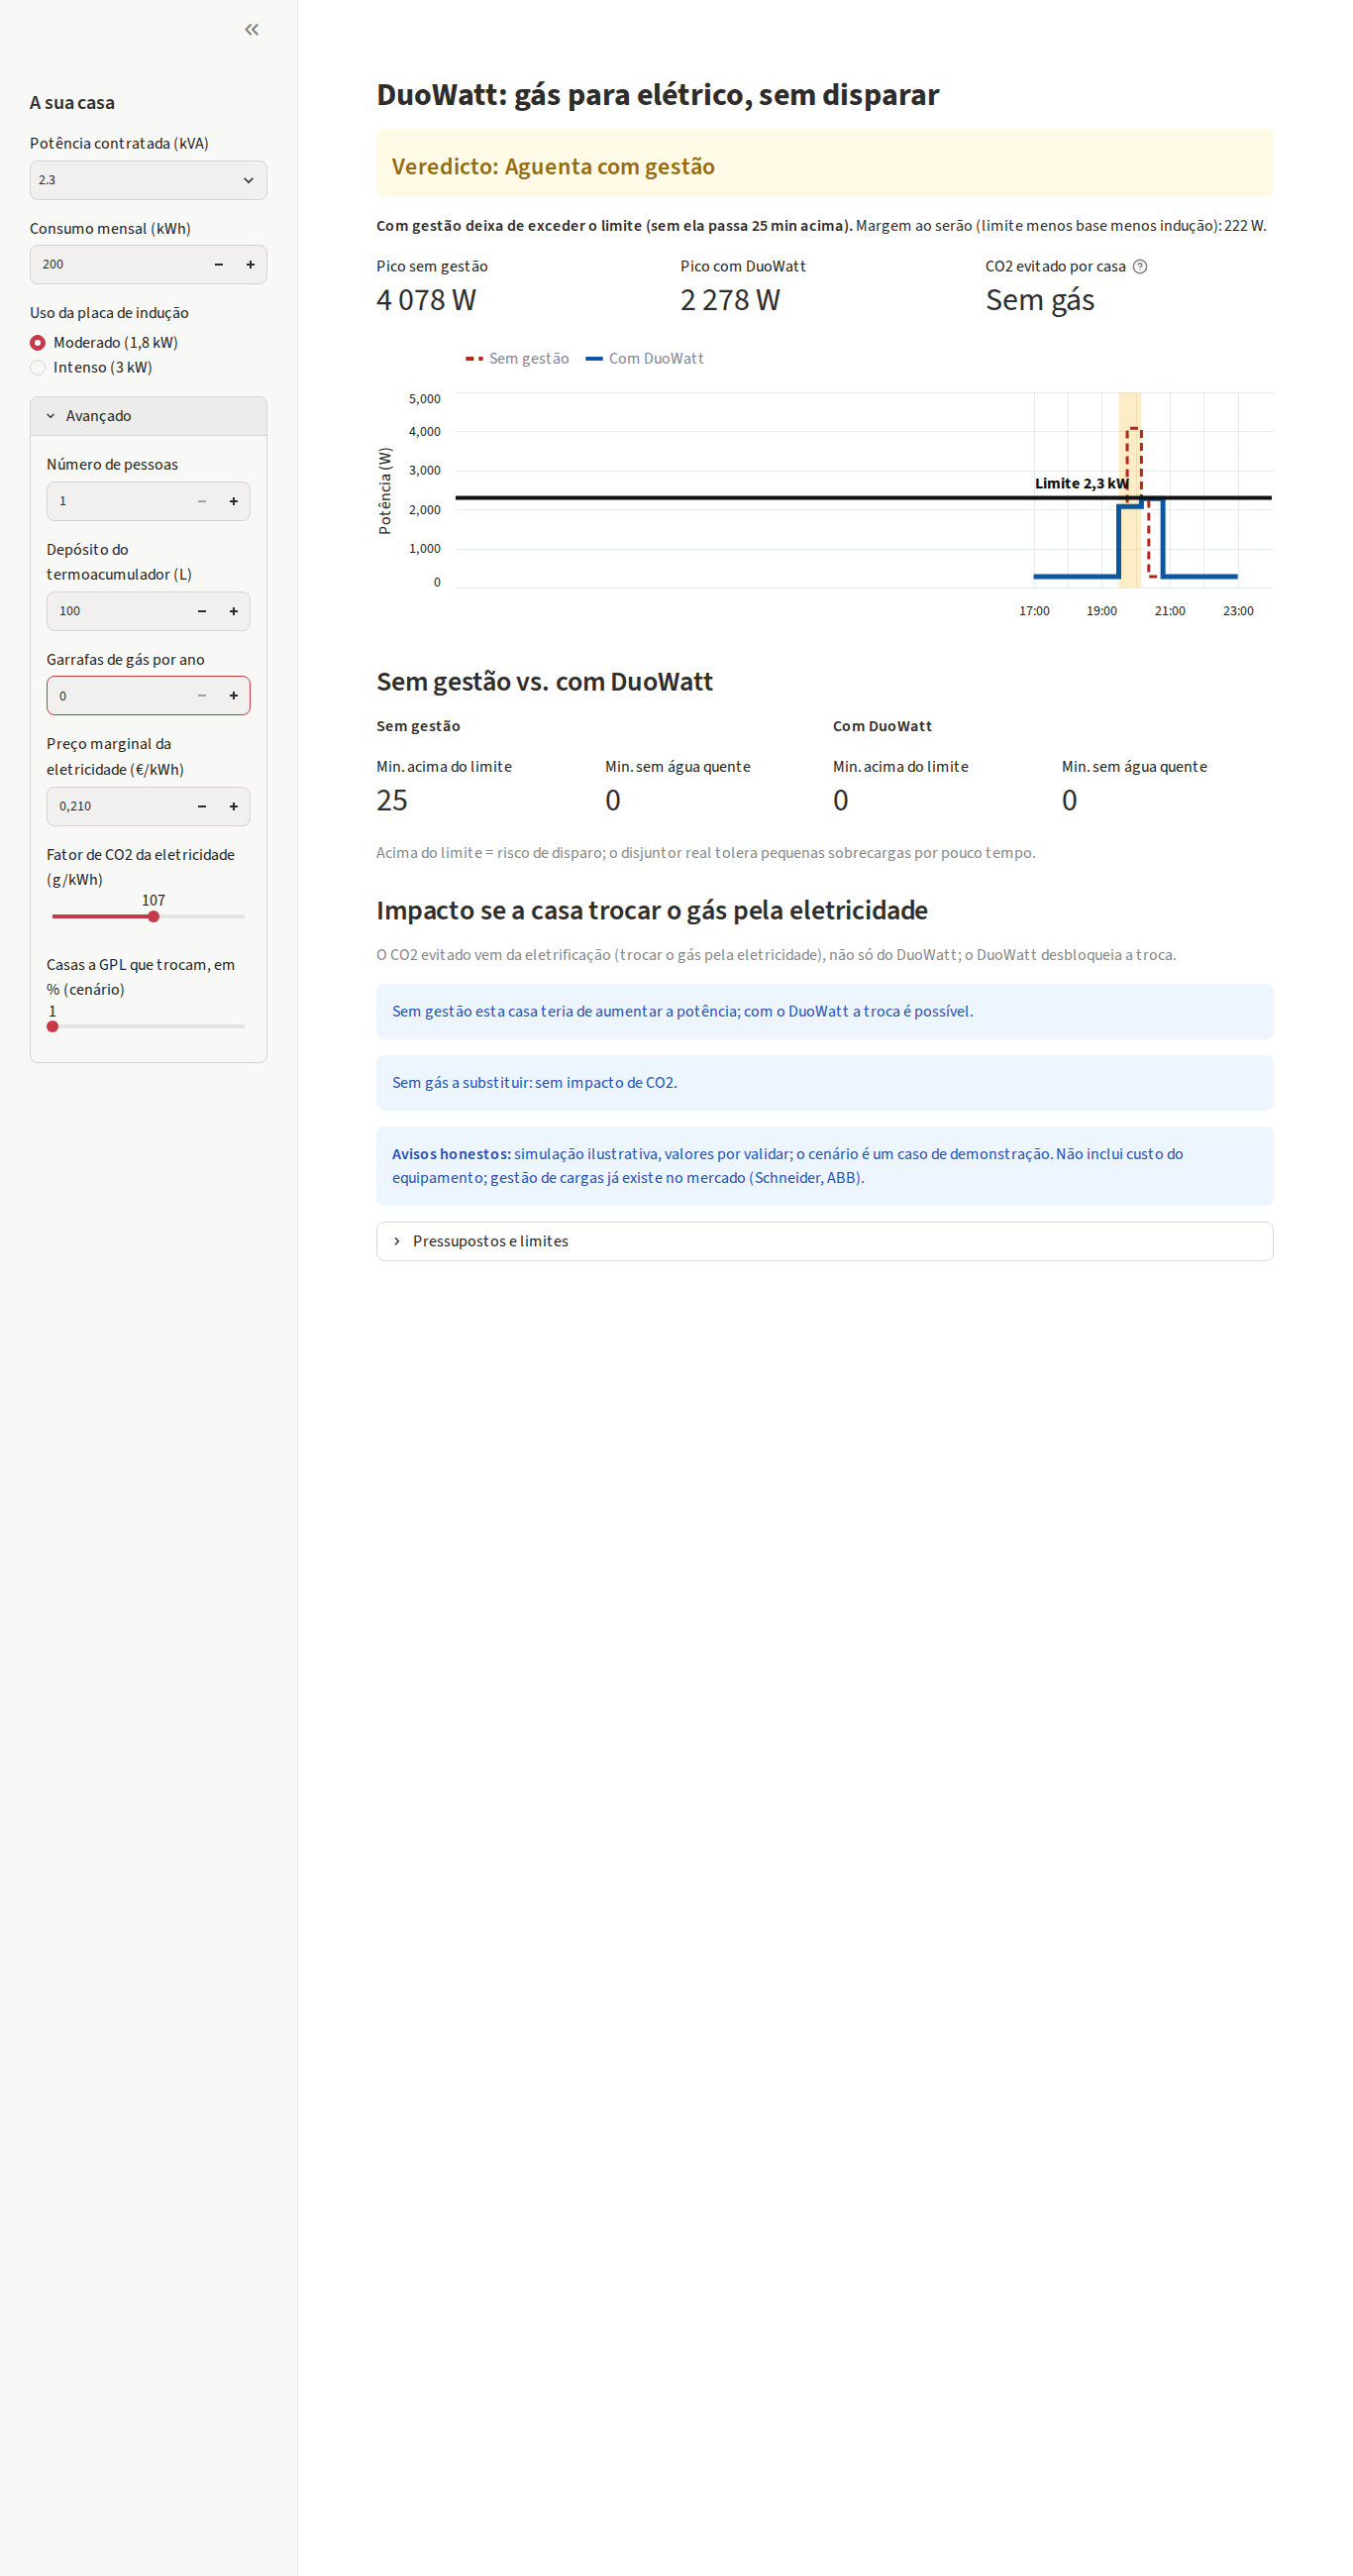 A sua casa
Potência contratada (kVA)
2.3
Consumo mensal (kWh)
200
Uso da placa de indução
Moderado (1,8 kW)
Intenso (3 kW)
Avançado
Número de pessoas
1
Depósito do
termoacumulador (L)
100
Garrafas de gás por ano
0
Preço marginal da
eletricidade (€/kWh)
0,210
Fator de CO2 da eletricidade
(g/kWh)
107
Casas a GPL que trocam, em
% (cenário)
1
DuoWatt: gás para elétrico, sem disparar
Veredicto: Aguenta com gestão
Com gestão deixa de exceder o limite (sem ela passa 25 min acima). Margem ao serão (limite menos base menos indução): 222 W.
Pico sem gestão
4 078 W
Pico com DuoWatt
2 278 W
CO2 evitado por casa
Sem gás
Sem gestão
Com DuoWatt
Potência (W)
5,000
4,000
3,000
2,000
1,000
0
Limite 2,3 kW
17:00 19:00 21:00 23:00
Sem gestão vs. com DuoWatt
Sem gestão
Com DuoWatt
Min. acima do limite
25
Min. sem água quente
0
Min. acima do limite
0
Min. sem água quente
0
Acima do limite = risco de disparo; o disjuntor real tolera pequenas sobrecargas por pouco tempo.
Impacto se a casa trocar o gás pela eletricidade
O CO2 evitado vem da eletrificação (trocar o gás pela eletricidade), não só do DuoWatt; o DuoWatt desbloqueia a troca.
Sem gestão esta casa teria de aumentar a potência; com o DuoWatt a troca é possível.
Sem gás a substituir: sem impacto de CO2.
Avisos honestos: simulação ilustrativa, valores por validar; o cenário é um caso de demonstração. Não inclui custo do
equipamento; gestão de cargas já existe no mercado (Schneider, ABB).
Pressupostos e limites